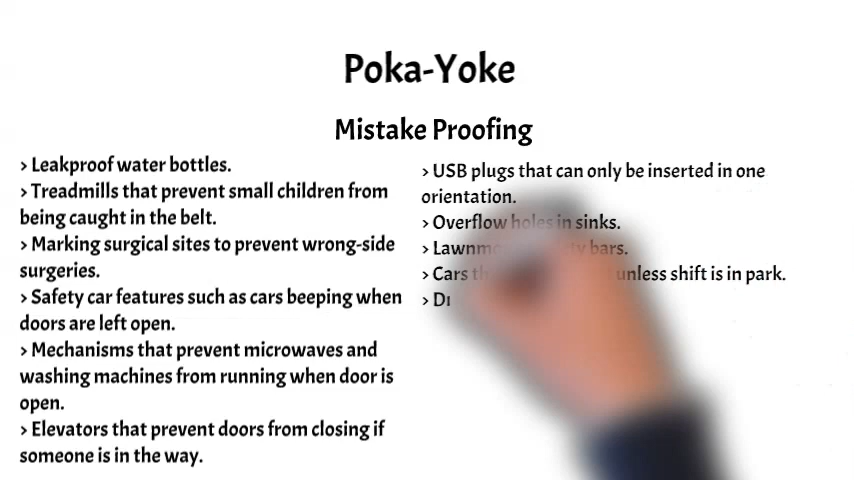 Poka-Yoke
Mistake Proofing
> Leakproof water bottles.
> Treadmills that prevent small children from
being caught in the belt.
> Marking surgical sites to prevent wrong-side
surgeries.
> Safety car features such as cars beeping when
doors are left open.
> Mechanisms that prevent microwaves and
washing machines from running when door is
open.
> Elevators that prevent doors from closing if
someone is in the way.
> USB plugs that can only be inserted in one
orientation.
> Overflow holes in sinks.
> bars.
> Cars unless shift is in park.
>